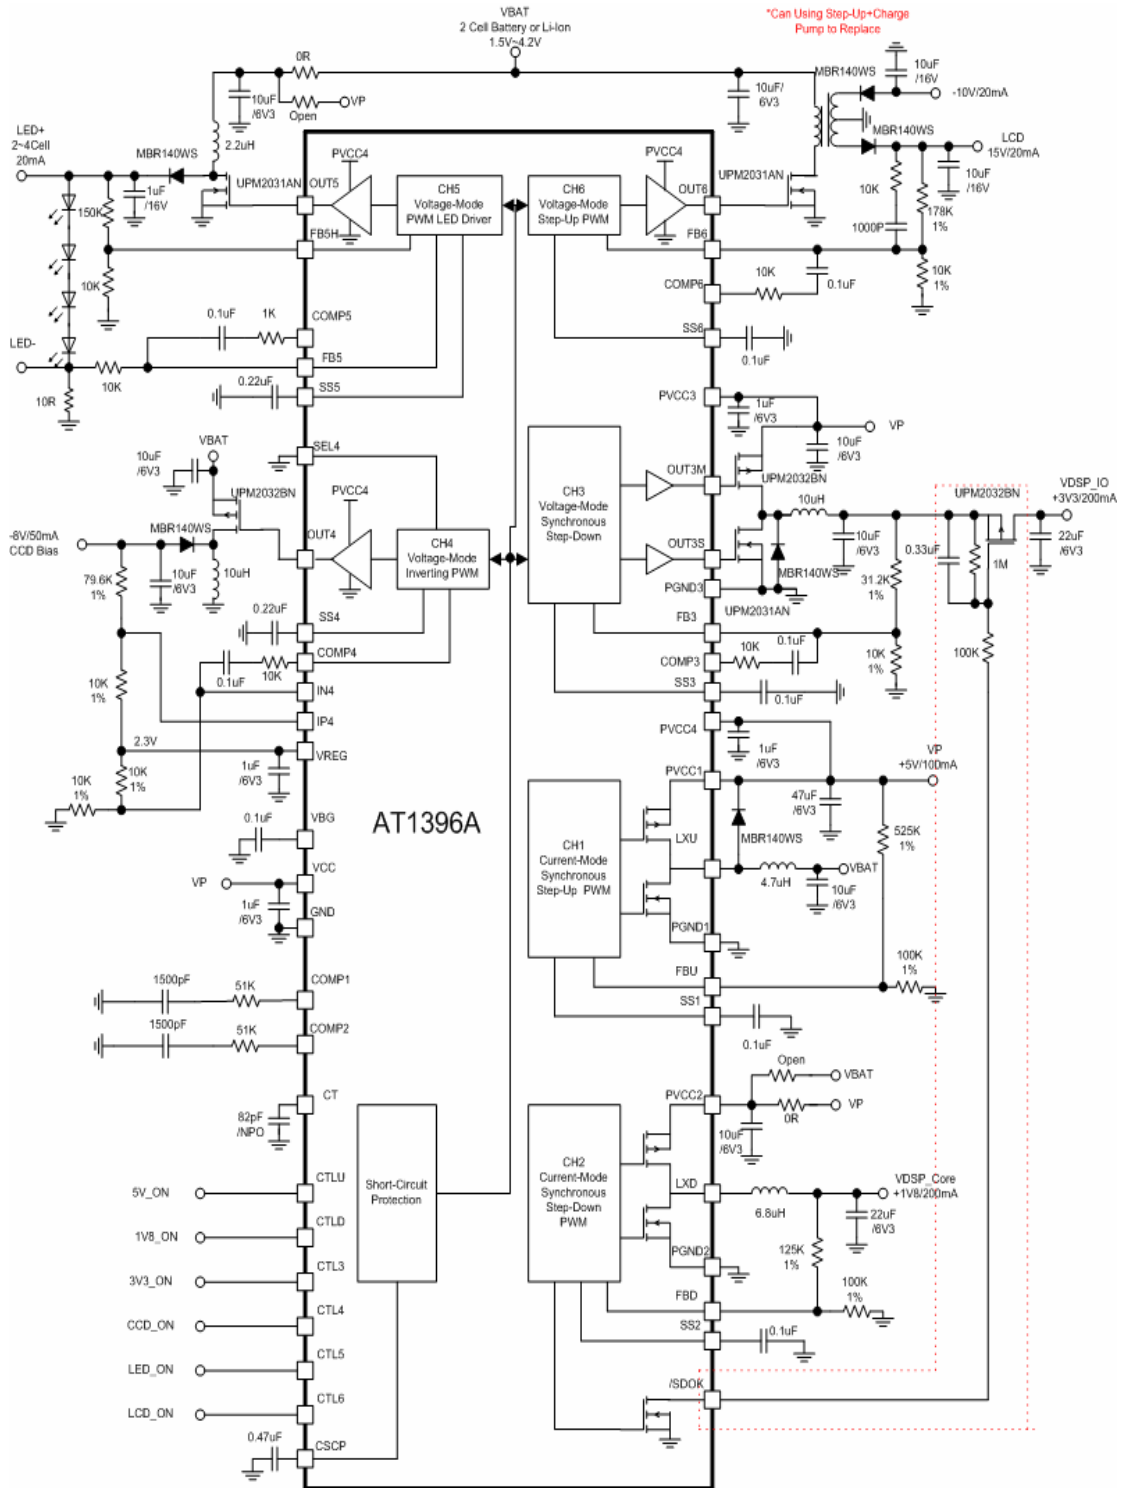 VBAT
2 Cell Battery or Li-Ion
1.5V~4.2V
*Can Using Step-Up+Charge
Pump to Replace
0R
10uF
/6V3
Open
VP
2.2uH
LED+
2~4Cell
20mA
MBR140WS
1uF
/16V
UPM2031AN
150K
10K
OUT5
PVCC4
FB5H
CH5
Voltage-Mode
PWM LED Driver
CH6
Voltage-Mode
Step-Up PWM
PVCC4
OUT6
UPM2031AN
10uF/
6V3
MBR140WS
10uF
/16V
-10V/20mA
MBR140WS
LCD
15V/20mA
10uF
/16V
10K
178K
1%
1000P
FB6
10K
1%
COMP6
10K
0.1uF
SS6
0.1uF
0.1uF
1K
COMP5
LED-
FB5
10K
10R
0.22uF
SS5
PVCC3
1uF
/6V3
VP
10uF
/6V3
VBAT
10uF
/6V3
SEL4
UPM2032BN
PVCC4
OUT4
CH4
Voltage-Mode
Inverting PWM
-8V/50mA
CCD Bias
MBR140WS
10uF
/6V3
10uH
79.6K
1%
0.22uF
SS4
COMP4
0.1uF
10K
IN4
IP4
10K
1%
2.3V
VREG
1uF
/6V3
10K
1%
10K
1%
CH3
Voltage-Mode
Synchronous
Step-Down
OUT3M
UPM2032BN
OUT3S
10uH
MBR140WS
PGND3
UPM2031AN
10uF
/6V3
0.33uF
UPM2032BN
VDSP_IO
+3V3/200mA
22uF
/6V3
1M
31.2K
1%
100K
FB3
COMP3
10K
0.1uF
10K
1%
SS3
0.1uF
PVCC4
1uF
/6V3
VP
+5V/100mA
PVCC1
47uF
/6V3
MBR140WS
525K
1%
CH1
Current-Mode
Synchronous
Step-Up PWM
LXU
4.7uH
VBAT
10uF
/6V3
PGND1
FBU
100K
1%
SS1
0.1uF
AT1396A
VBG
0.1uF
VCC
VP
1uF
/6V3
GND
COMP1
1500pF
51K
COMP2
1500pF
51K
CT
82pF
/NPO
Short-Circuit
Protection
CTLU
5V_ON
CTLD
1V8_ON
CTL3
3V3_ON
CTL4
CCD_ON
CTL5
LED_ON
CTL6
LCD_ON
CSCP
0.47uF
Open
VBAT
PVCC2
VP
0R
10uF
/6V3
CH2
Current-Mode
Synchronous
Step-Down
PWM
LXD
6.8uH
VDSP_Core
+1V8/200mA
22uF
/6V3
PGND2
125K
1%
FBD
100K
1%
SS2
0.1uF
/SDOK